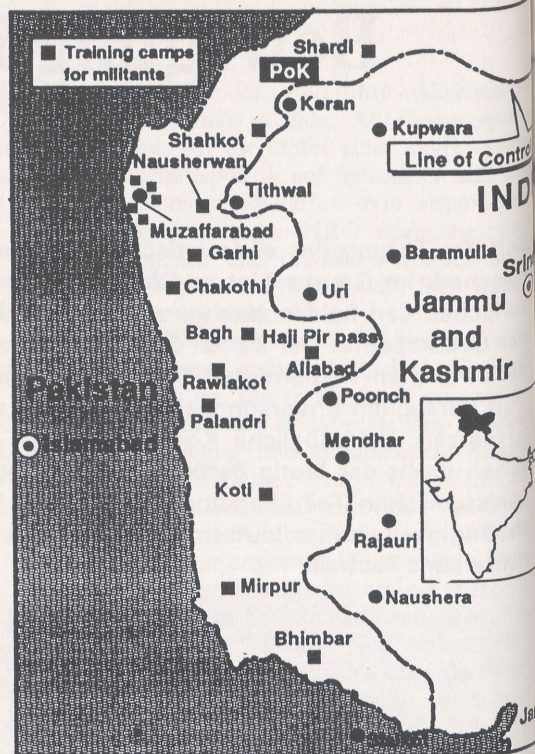 Training camps
for militants
Shardi
PoK
Keran
Kupwara
Shahkot
Nausherwan
Line of Control
Tithwal
IND
Muzaffarabad
Garhi
Baramulla
Srin
Chakothi
Uri
Jammu
and
Kashmir
Bagh
Haji Pir pass
Aliabad
Pakistan
Rawlakot
Poonch
Palandri
Islamabad
Mendhar
Koti
Rajauri
Mirpur
Naushera
Bhimbar